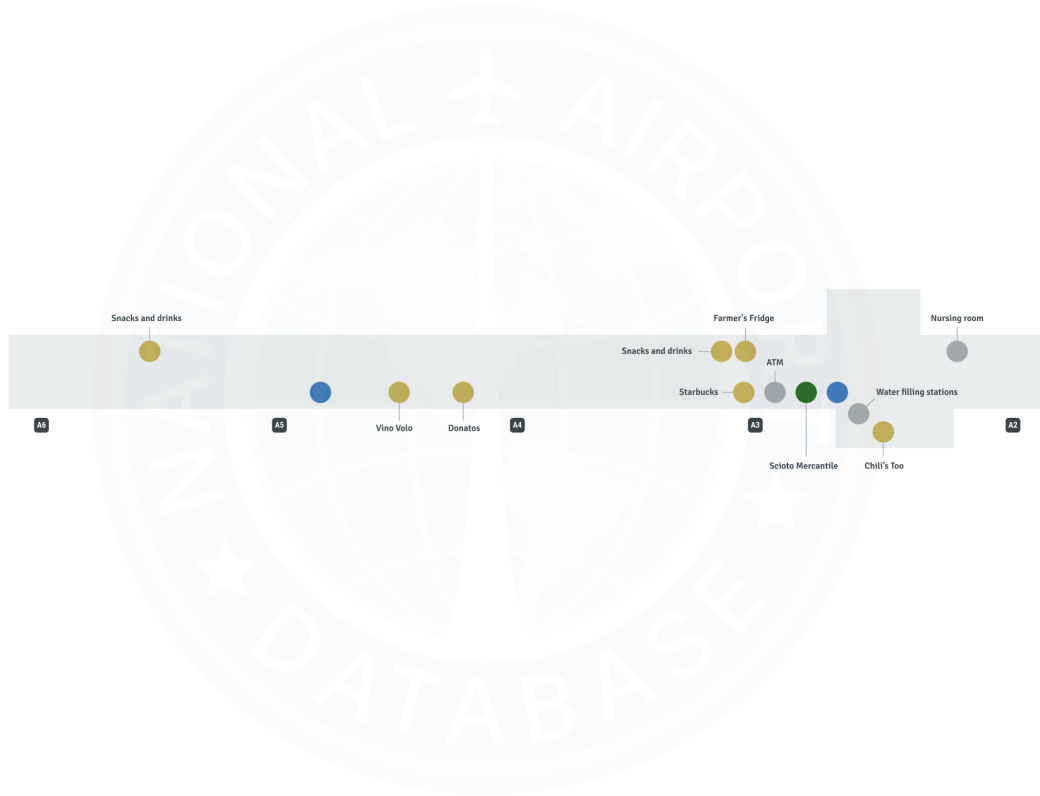 NATIONAL AIRPORT
DATABASE
Snacks and drinks
Farmer's Fridge
Nursing room
Snacks and drinks
ATM
Starbucks
Water filling stations
A6
A5
Vino Volo
Donatos
A4
A3
A2
Scioto Mercantile
Chili's Too